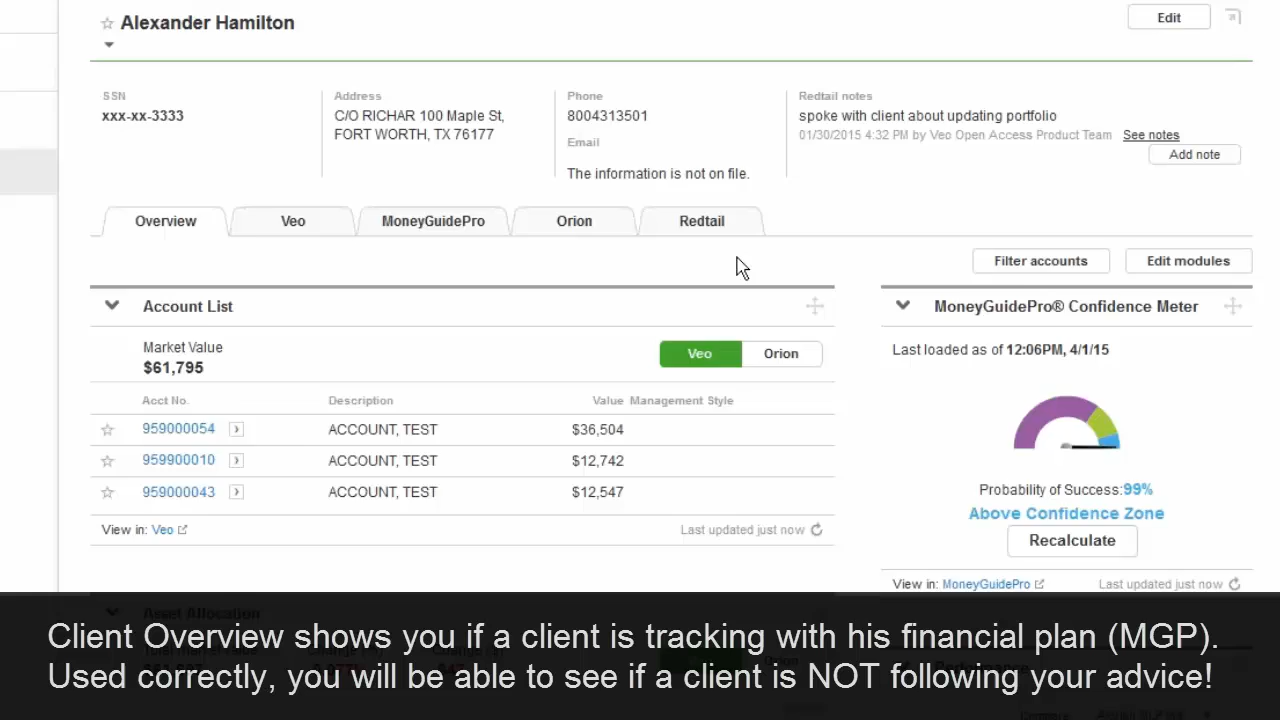 Alexander Hamilton
Edit
SSN
xxx-xx-3333
Address
C/O RICHAR 100 Maple St,
FORT WORTH, TX 76177
Phone
8004313501
Email
The information is not on file.
Redtail notes
spoke with client about updating portfolio
01/30/2015 4:32 PM by Veo Open Access Product Team See notes
Add note
Overview Veo MoneyGuidePro Orion Redtail
Filter accounts Edit modules
Account List
Market Value
$61,795
Veo Orion
Acct No. Description Value Management Style
959000054 ACCOUNT, TEST $36,504
959900010 ACCOUNT, TEST $12,742
959000043 ACCOUNT, TEST $12,547
View in: Veo Last updated just now
MoneyGuidePro® Confidence Meter
Last loaded as of 12:06PM, 4/1/15
Probability of Success:99%
Above Confidence Zone
Recalculate
View in: MoneyGuidePro Last updated just now
Asset Allocation
Client Overview shows you if a client is tracking with his financial plan (MGP).
Used correctly, you will be able to see if a client is NOT following your advice!